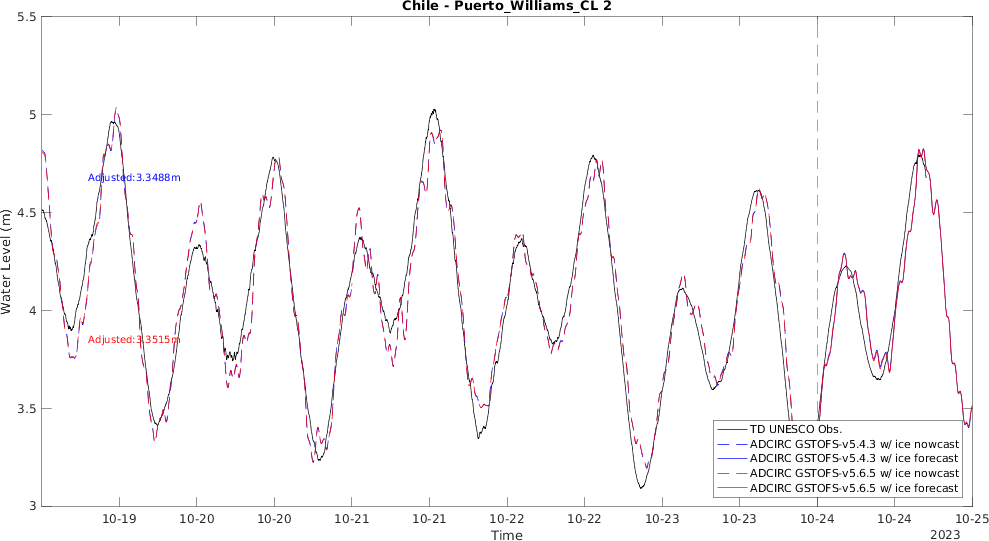 Chile - Puerto_Williams_CL 2
5.5
5
4.5
4
3.5
3
Water Level (m)
Adjusted:3.3488m
Adjusted:3.3515m
TD UNESCO Obs.
ADCIRC GSTOFS-v5.4.3 w/ ice nowcast
ADCIRC GSTOFS-v5.4.3 w/ ice forecast
ADCIRC GSTOFS-v5.6.5 w/ ice nowcast
ADCIRC GSTOFS-v5.6.5 w/ ice forecast
10-19 10-20 10-20 10-21 10-21 10-22 10-22 10-23 10-23 10-24 10-24 10-25
Time
2023